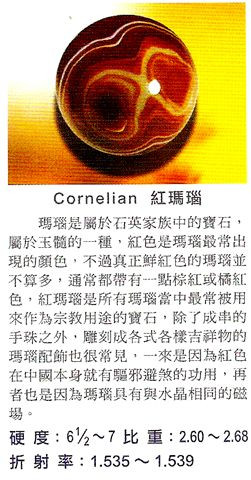 Cornelian 紅瑪瑙
瑪瑙是屬於石英家族中的寶石，
屬於玉髓的一種，紅色是瑪瑙最常出
現的顏色，不過真正鮮紅色的瑪瑙並
不算多，通常都帶有一點棕紅或橘紅
色，紅瑪瑙是所有瑪瑙當中最常被用
來作為宗教用途的寶石，除了成串的
手珠之外，雕刻成各式各樣吉祥物的
瑪瑙配飾也很常見，一來是因為紅色
在中國本身就有驅邪避煞的功用，再
者也是因為瑪瑙具有與水晶相同的磁
場。
硬度：6½～7 比重：2.60～2.68
折射率：1.535～1.539